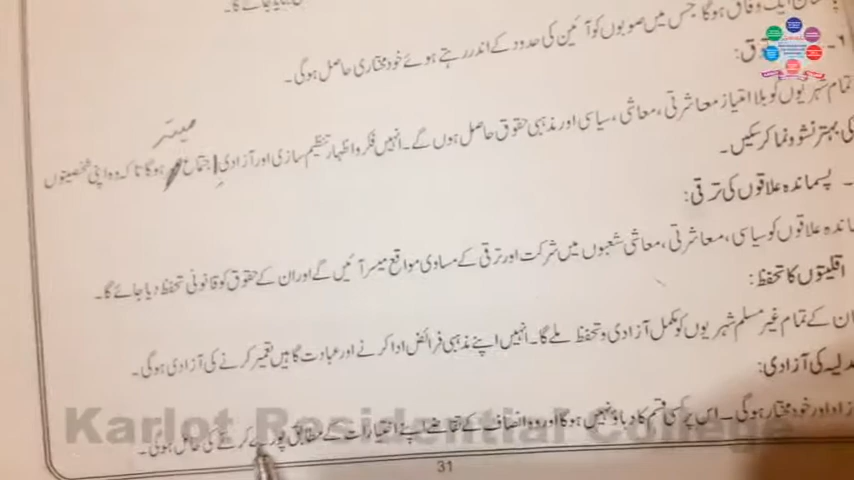 ایک وفاق ہوگا جس میں صوبوں کو آئین کی حدود کے اندر رہتے ہوئے خود مختاری حاصل ہوگی۔
تمام شہریوں کو بلا امتیاز معاشرتی، معاشی، سیاسی اور مذہبی حقوق حاصل ہوں گے۔ انہیں فکر و اظہار، تنظیم سازی اور آزادی اجتماع ہوگا تاکہ وہ اپنی شخصیتوں
میسر
کی بہتر نشوونما کر سکیں۔
۔ پسماندہ علاقوں کی ترقی:
ماندہ علاقوں کو سیاسی، معاشرتی، معاشی شعبوں میں شرکت اور ترقی کے مساوی مواقع میسر آئیں گے اور ان کے حقوق کو قانونی تحفظ دیا جائے گا۔
اقلیتوں کا تحفظ:
ان کے تمام غیر مسلم شہریوں کو مکمل آزادی و تحفظ ملے گا۔ انہیں اپنے مذہبی فرائض ادا کرنے اور عبادت گاہیں تعمیر کرنے کی آزادی ہوگی۔
دلیہ کی آزادی:
زاد اور خود مختار ہوگی۔ اس پر کسی قسم کا دباؤ نہیں ہوگا اور وہ انصاف کے تقاضے اپنے اختیارات کے مطابق پورے کرنے کی حامل ہوگی۔
Karlot Residential College
31